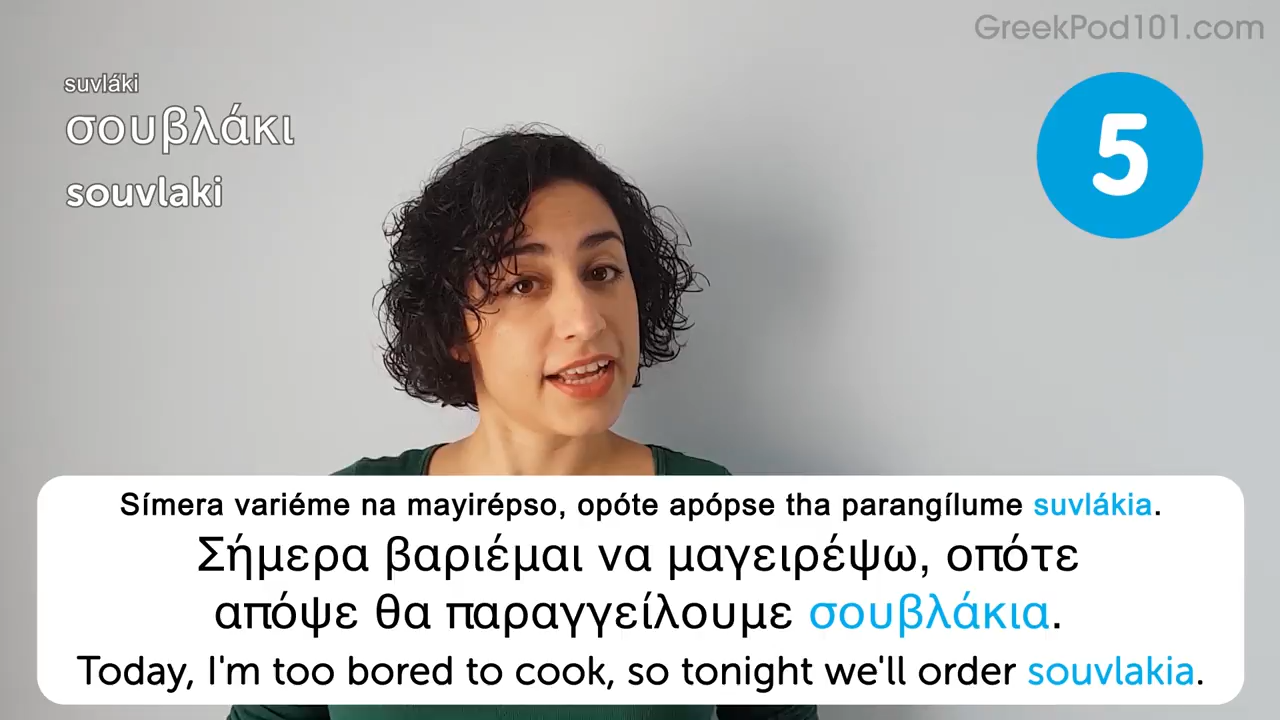 GreekPod101.com
suvláki
σουβλάκι
souvlaki
5
Símera variéme na mayirépso, opóte apópse tha parangílume suvlákia.
Σήμερα βαριέμαι να μαγειρέψω, οπότε
απόψε θα παραγγείλουμε σουβλάκια.
Today, I'm too bored to cook, so tonight we'll order souvlakia.